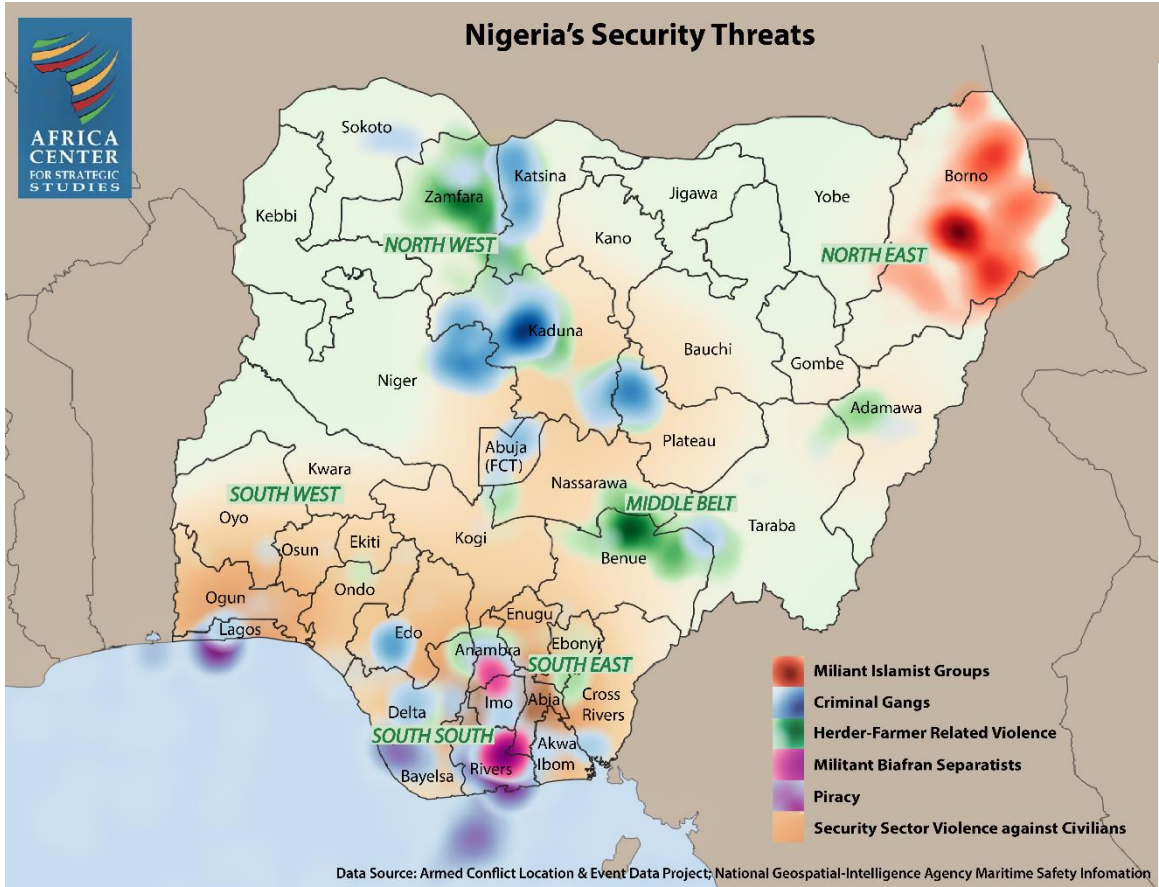 Nigeria's Security Threats
AFRICA
CENTER
FOR STRATEGIC
STUDIES
Sokoto
Katsina
Zamfara
Kebbi
Jigawa
Yobe
Borno
Kano
NORTH WEST
NORTH EAST
Kaduna
Bauchi
Niger
Gombe
Adamawa
Abuja
(FCT)
Plateau
Kwara
Nassarawa
SOUTH WEST
MIDDLE BELT
Oyo
Taraba
Kogi
Osun
Ekiti
Benue
Ogun
Ondo
Enugu
Lagos
Edo
Ebonyi
Anambra
SOUTH EAST
Delta
Imo
Abia
Cross
Rivers
SOUTH SOUTH
Akwa
Ibom
Bayelsa
Rivers
Miliant Islamist Groups
Criminal Gangs
Herder-Farmer Related Violence
Militant Biafran Separatists
Piracy
Security Sector Violence against Civilians
Data Source: Armed Conflict Location & Event Data Project; National Geospatial-Intelligence Agency Maritime Safety Infomation